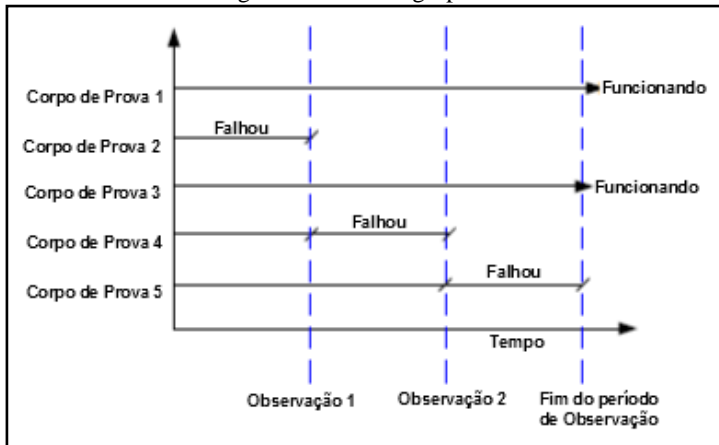 Corpo de Prova 1
Funcionando
Falhou
Corpo de Prova 2
Corpo de Prova 3
Funcionando
Corpo de Prova 4
Falhou
Corpo de Prova 5
Falhou
Tempo
Observação 1
Observação 2
Fim do período
de Observação